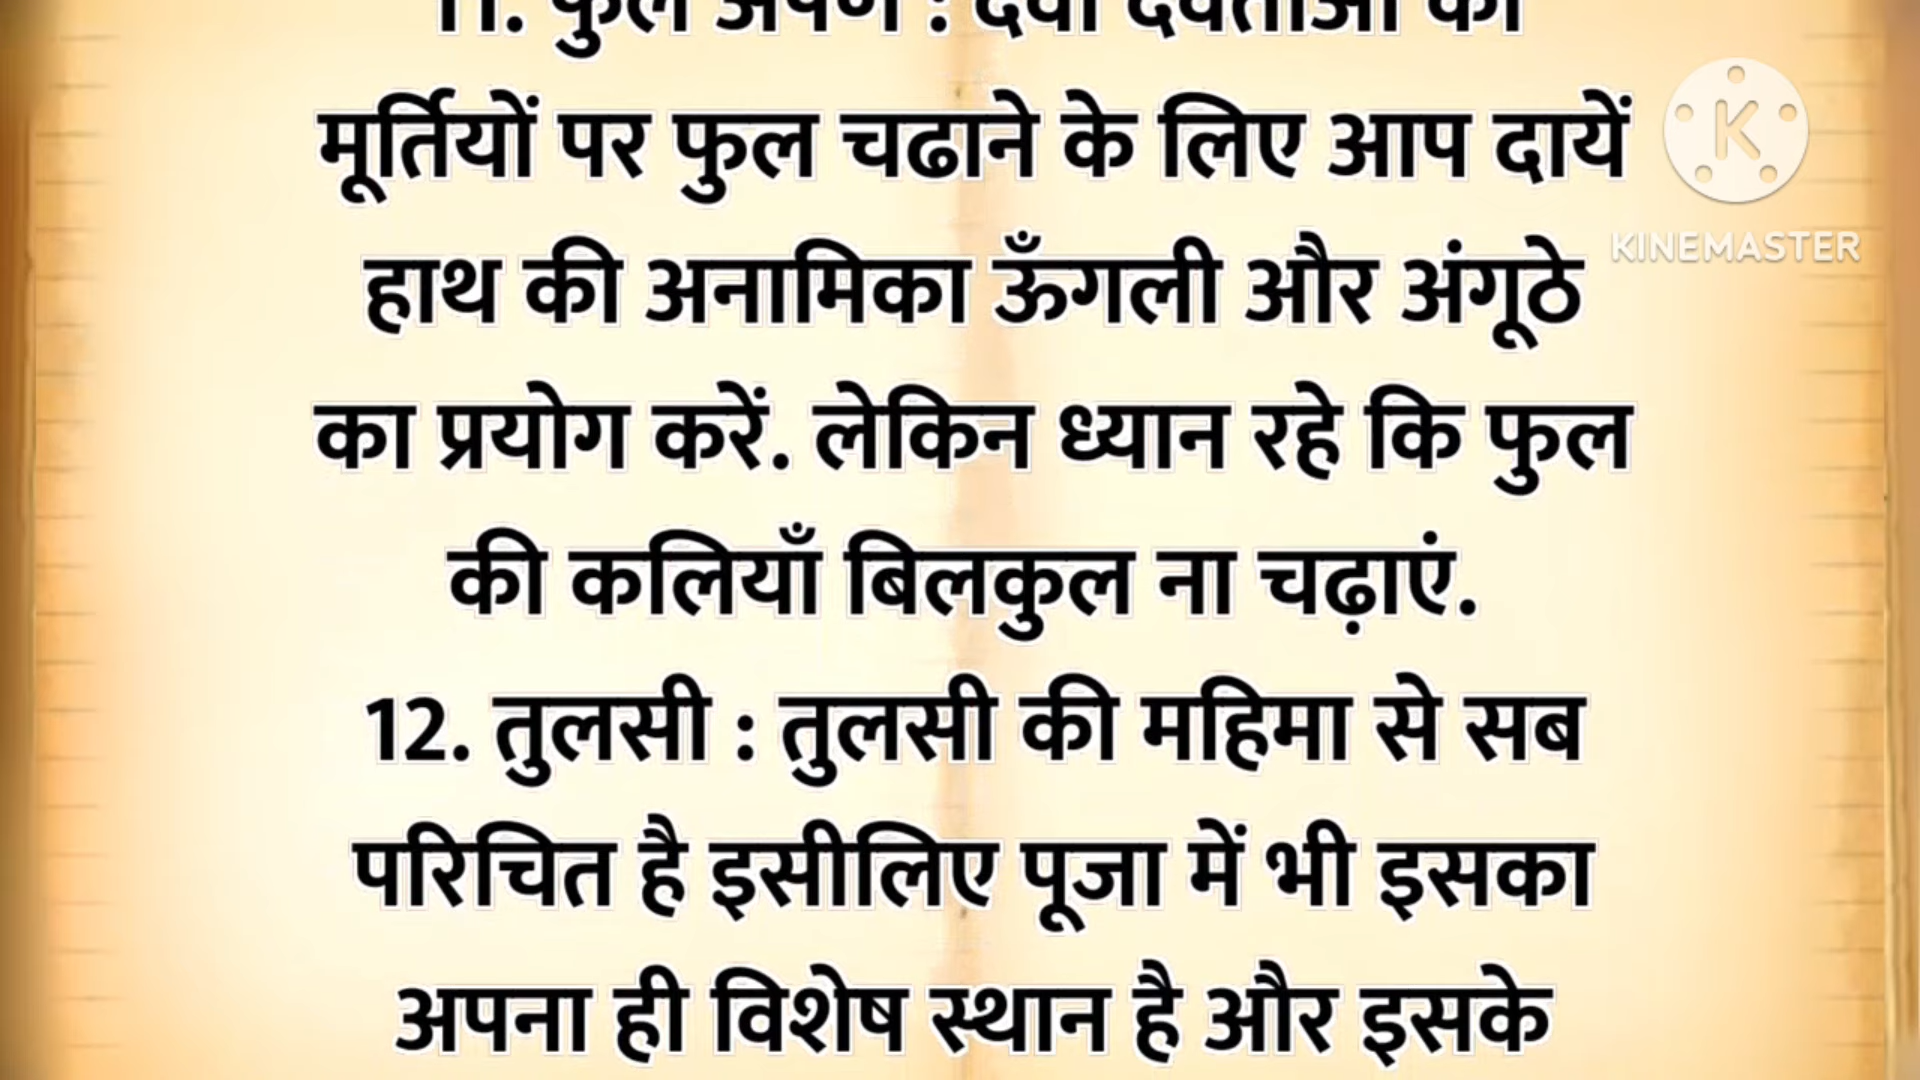 11. फुल अर्पण : देवी देवताओं की
मूर्तियों पर फुल चढाने के लिए आप दायें
हाथ की अनामिका ऊँगली और अंगूठे
का प्रयोग करें. लेकिन ध्यान रहे कि फुल
की कलियाँ बिलकुल ना चढ़ाएं.
12. तुलसी : तुलसी की महिमा से सब
परिचित है इसीलिए पूजा में भी इसका
अपना ही विशेष स्थान है और इसके
K
KINEMASTER